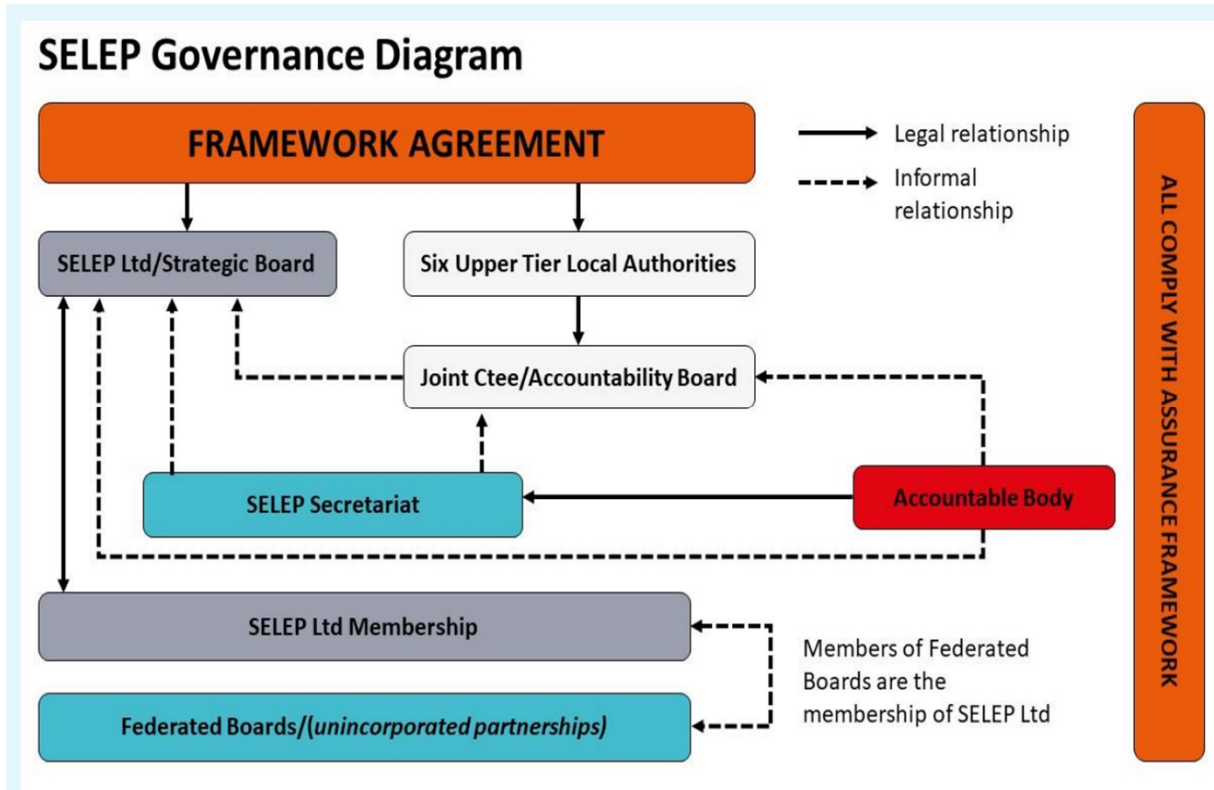 SELEP Governance Diagram
FRAMEWORK AGREEMENT
Legal relationship
Informal
relationship
SELEP Ltd/Strategic Board
Six Upper Tier Local Authorities
Joint Ctee/Accountability Board
SELEP Secretariat
Accountable Body
SELEP Ltd Membership
Members of Federated
Boards are the
membership of SELEP Ltd
Federated Boards/(unincorporated partnerships)
ALL COMPLY WITH ASSURANCE FRAMEWORK